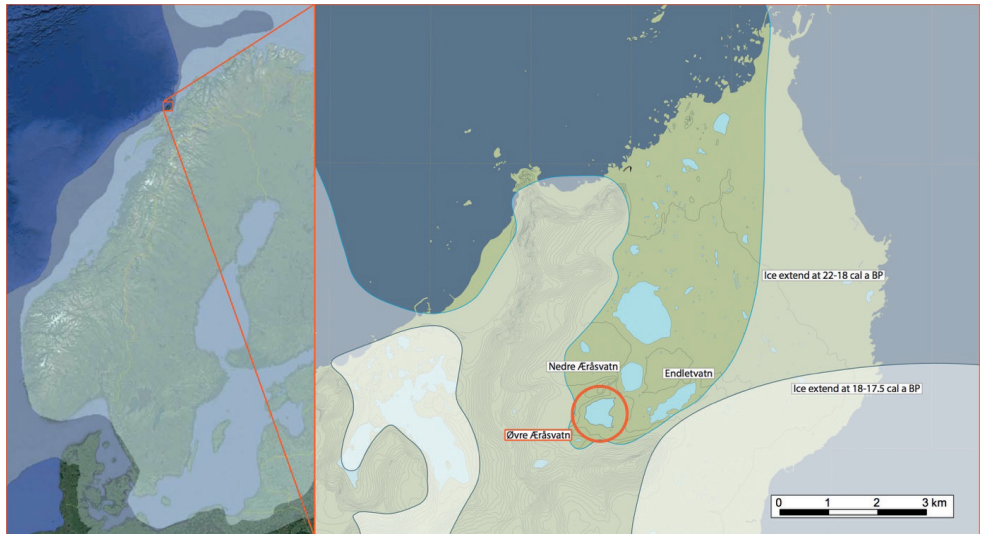 Ice extend at 22-18 cal a BP
Nedre Æråsvatn
Endletvatn
Ice extend at 18-17.5 cal a BP
Øvre Æråsvatn
0 1 2 3 km